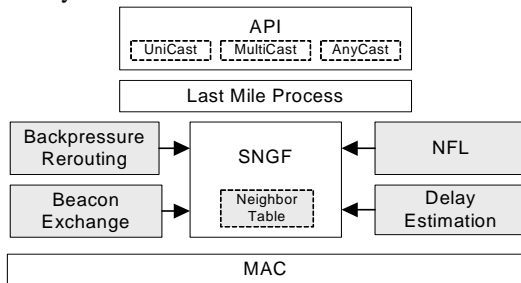 API
UniCast
MultiCast
AnyCast
Last Mile Process
Backpressure
Rerouting
SNGF
NFL
Beacon
Exchange
Neighbor
Table
Delay
Estimation
MAC